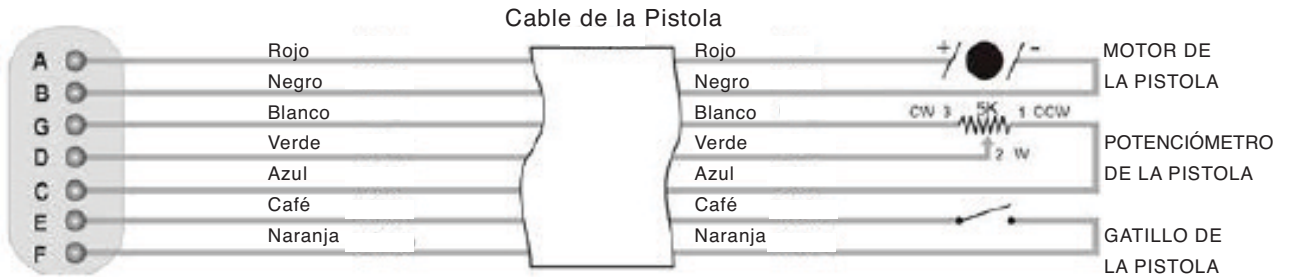 Cable de la Pistola
A Rojo Rojo + - MOTOR DE
B Negro Negro LA PISTOLA
G Blanco Blanco CW 3 5K 1 CCW
D Verde Verde 2 W POTENCIÓMETRO
C Azul Azul DE LA PISTOLA
E Café Café
F Naranja Naranja GATILLO DE
LA PISTOLA